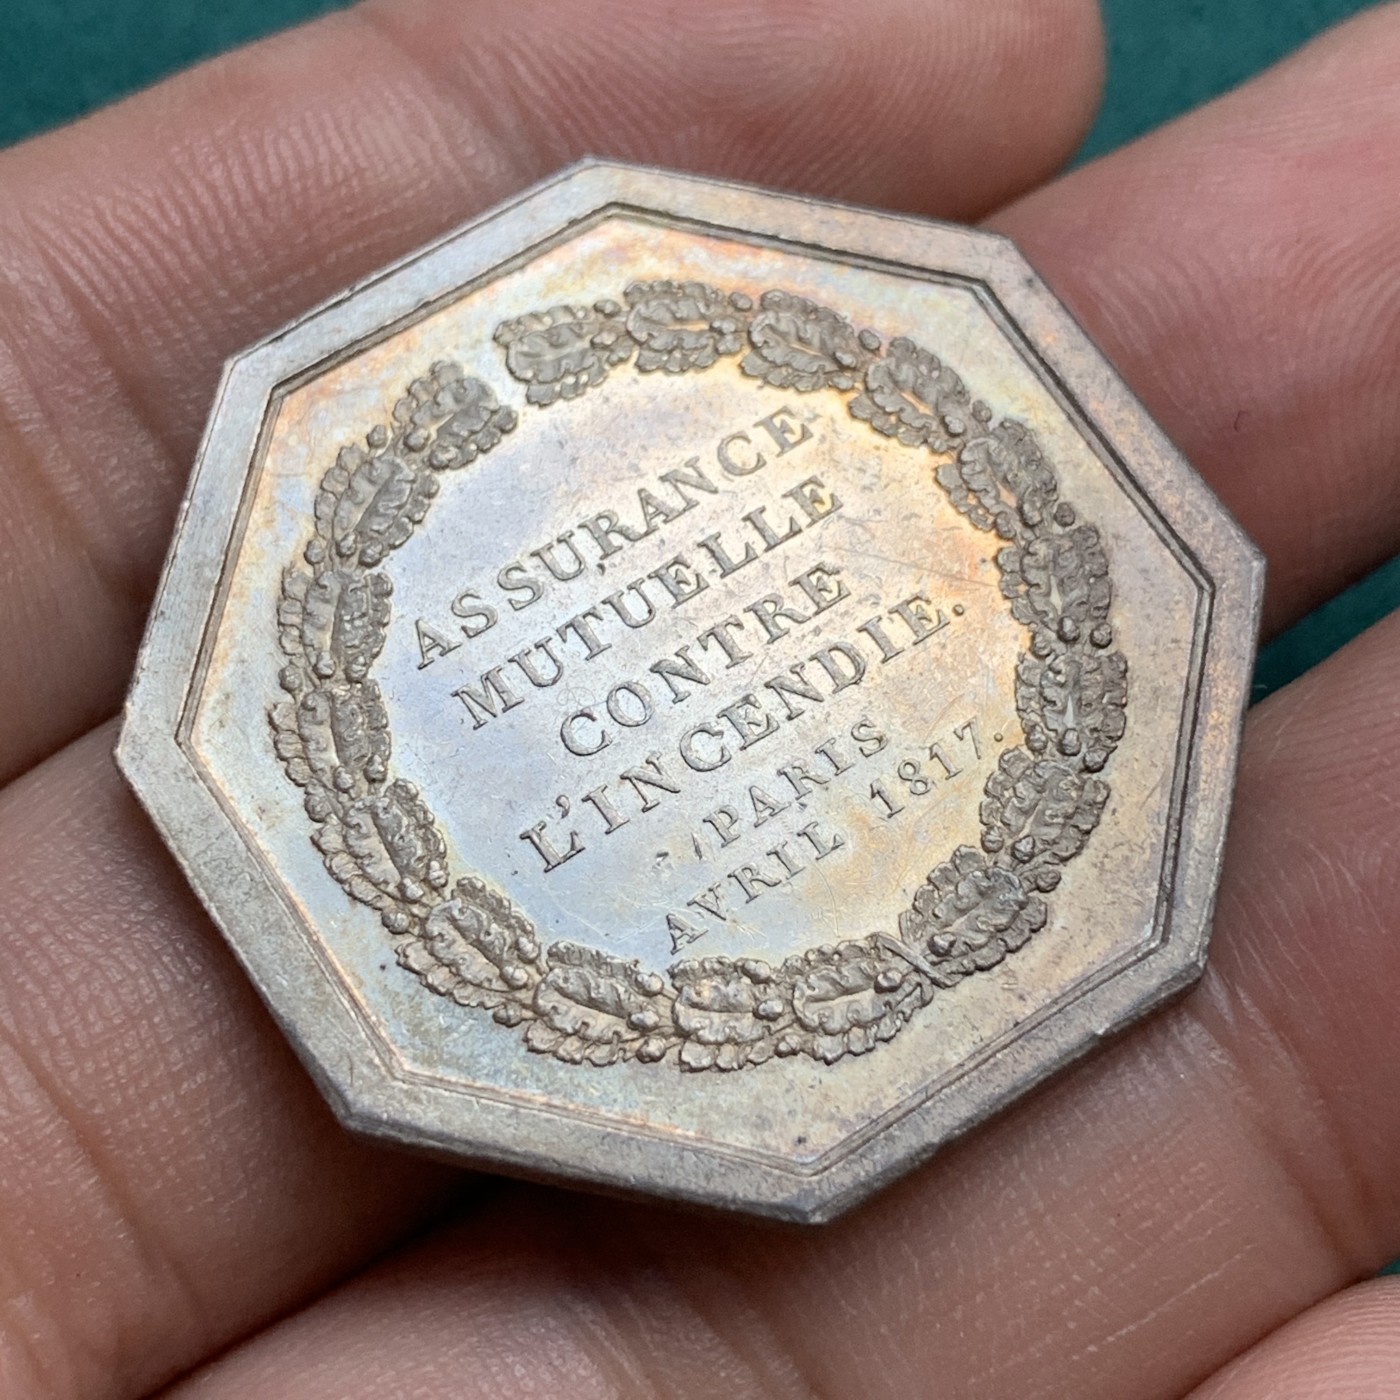 ASSURANCE
MUTUELLE
CONTRE
L'INCENDIE.
PARIS
AVRIL 1817.